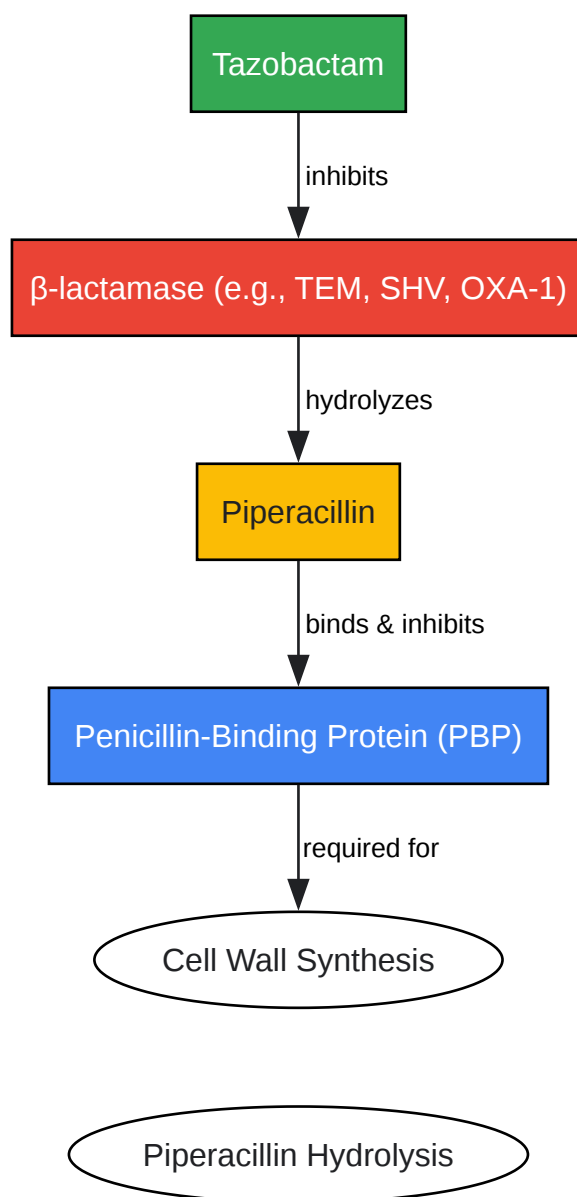 Tazobactam
inhibits
β-lactamase (e.g., TEM, SHV, OXA-1)
hydrolyzes
Piperacillin
binds & inhibits
Penicillin-Binding Protein (PBP)
required for
Cell Wall Synthesis
Piperacillin Hydrolysis